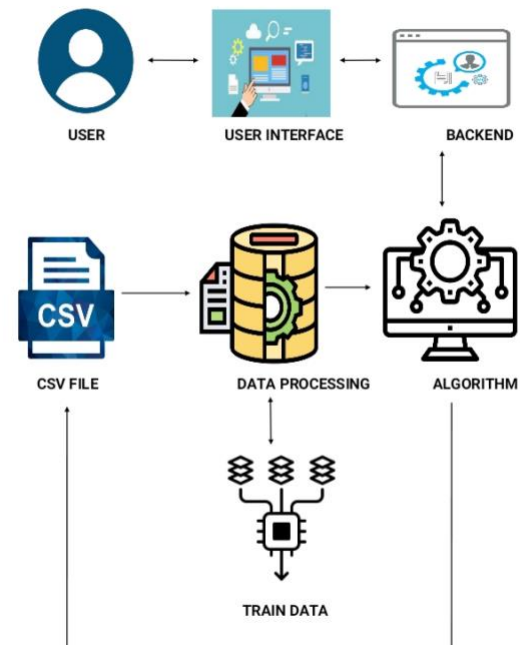 USER
USER INTERFACE
BACKEND
CSV
CSV FILE
DATA PROCESSING
ALGORITHM
TRAIN DATA